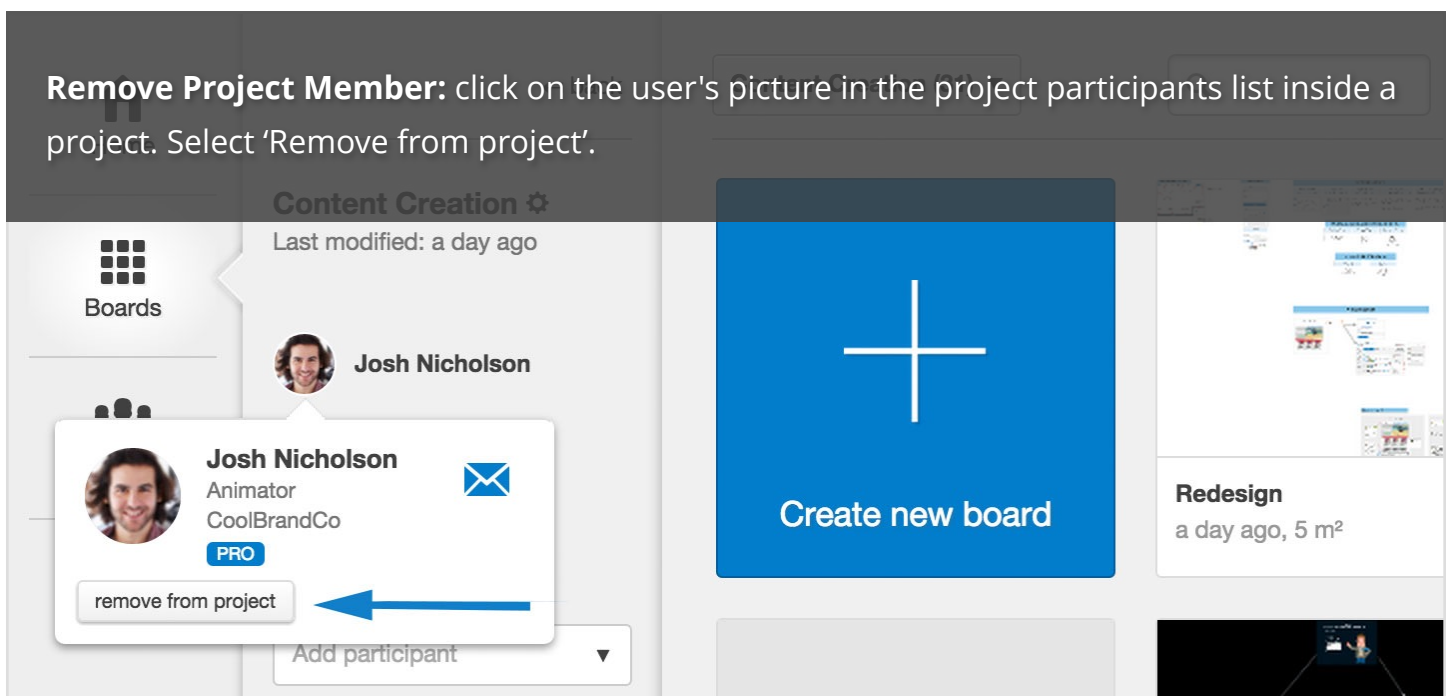 Remove Project Member: click on the user's picture in the project participants list inside a
project. Select ‘Remove from project’.
Content Creation
Last modified: a day ago
Boards
Josh Nicholson
Josh Nicholson
Animator
CoolBrandCo
PRO
remove from project
Add participant
Create new board
Redesign
a day ago, 5 m²